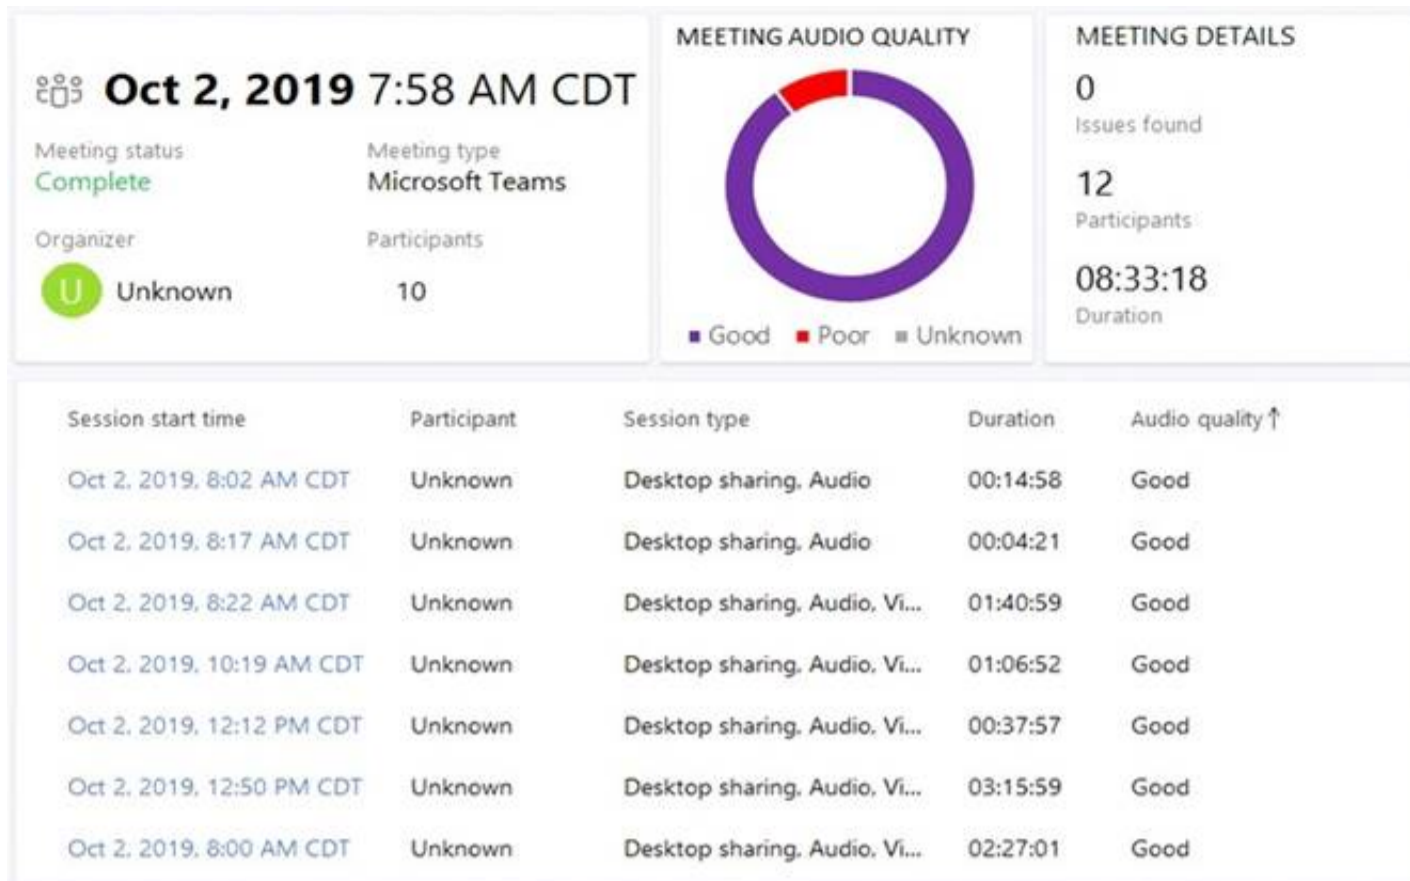 Oct 2, 2019 7:58 AM CDT
Meeting status
Complete
Meeting type
Microsoft Teams
Organizer
U Unknown
Participants
10
MEETING AUDIO QUALITY
Good Poor Unknown
MEETING DETAILS
0
Issues found
12
Participants
08:33:18
Duration
Session start time Participant Session type Duration Audio quality↑
Oct 2, 2019, 8:02 AM CDT Unknown Desktop sharing, Audio 00:14:58 Good
Oct 2, 2019, 8:17 AM CDT Unknown Desktop sharing, Audio 00:04:21 Good
Oct 2, 2019, 8:22 AM CDT Unknown Desktop sharing, Audio, Vi... 01:40:59 Good
Oct 2, 2019, 10:19 AM CDT Unknown Desktop sharing, Audio, Vi... 01:06:52 Good
Oct 2, 2019, 12:12 PM CDT Unknown Desktop sharing, Audio, Vi... 00:37:57 Good
Oct 2, 2019, 12:50 PM CDT Unknown Desktop sharing, Audio, Vi... 03:15:59 Good
Oct 2, 2019, 8:00 AM CDT Unknown Desktop sharing, Audio, Vi... 02:27:01 Good